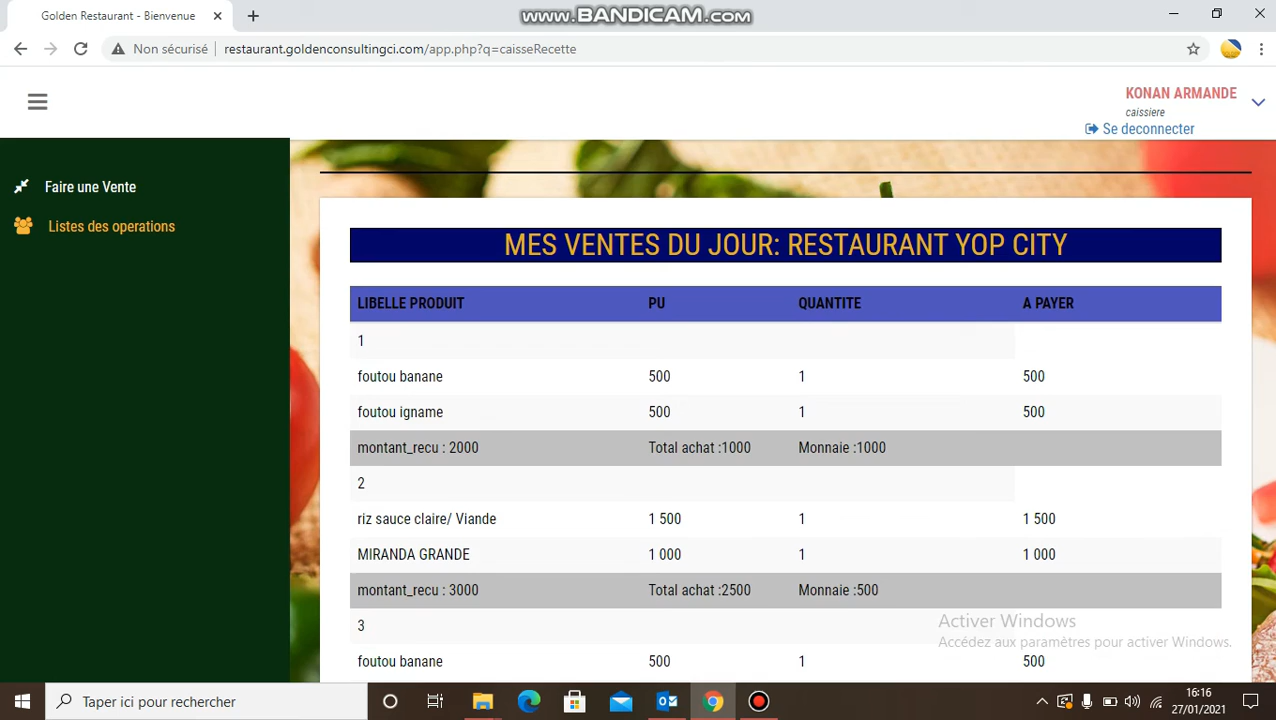 Golden Restaurant - Bienvenue
www.BANDICAM.com
Non sécurisé
restaurant.goldenconsultingci.com/app.php?q=caisseRecette
KONAN ARMANDE
caissiere
Se deconnecter
Faire une Vente
Listes des operations
MES VENTES DU JOUR: RESTAURANT YOP CITY
LIBELLE PRODUIT PU QUANTITE A PAYER
1
foutou banane 500 1 500
foutou igname 500 1 500
montant_recu : 2000 Total achat :1000 Monnaie :1000
2
riz sauce claire/ Viande 1 500 1 1 500
MIRANDA GRANDE 1 000 1 1 000
montant_recu : 3000 Total achat :2500 Monnaie :500
3
foutou banane 500 1 500
Activer Windows
Accédez aux paramètres pour activer Windows.
Taper ici pour rechercher
16:16
27/01/2021